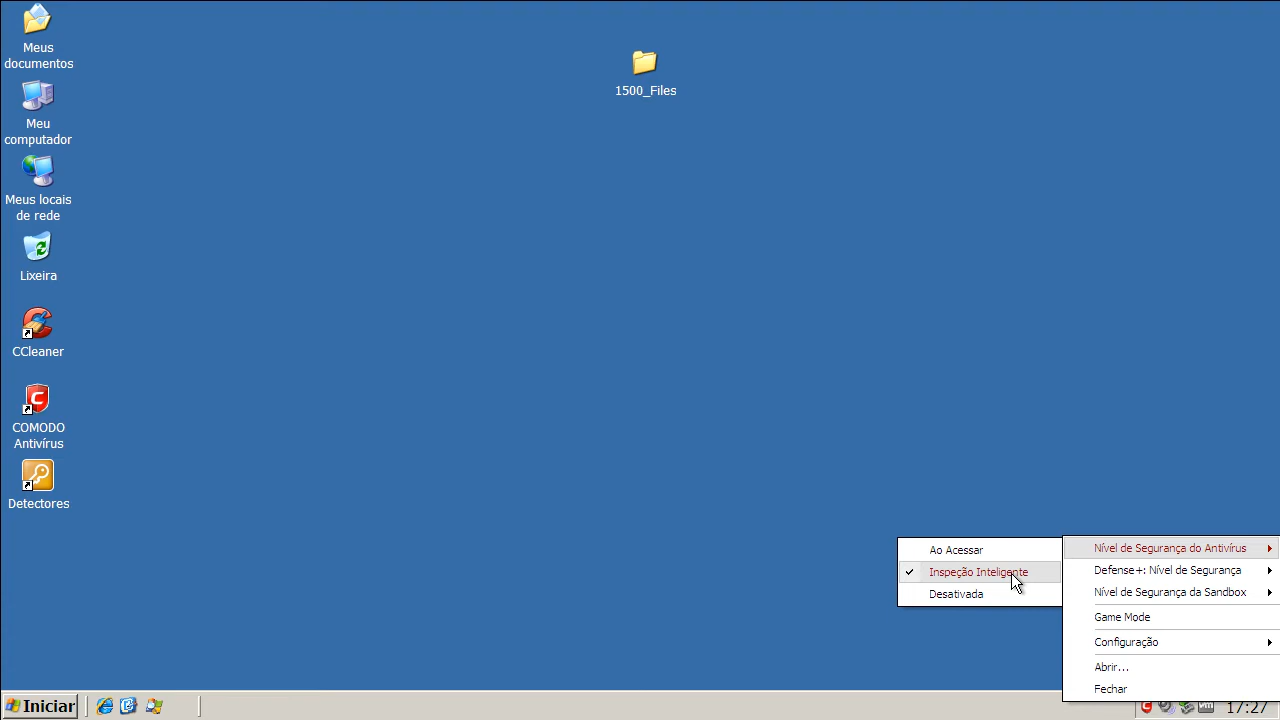 Meus
documentos
1500_Files
Meu
computador
Meus locais
de rede
Lixeira
CCleaner
COMODO
Antivírus
Detectores
Ao Acessar
Inspeção Inteligente
Desativada
Nível de Segurança do Antivírus
Defense+: Nível de Segurança
Nível de Segurança da Sandbox
Game Mode
Configuração
Abrir...
Fechar
Iniciar
17:27